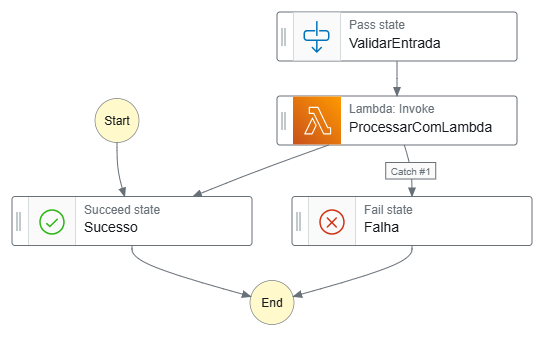 Pass state
ValidarEntrada
Lambda: Invoke
ProcessarComLambda
Start
Catch #1
Succeed state
Sucesso
Fail state
Falha
End